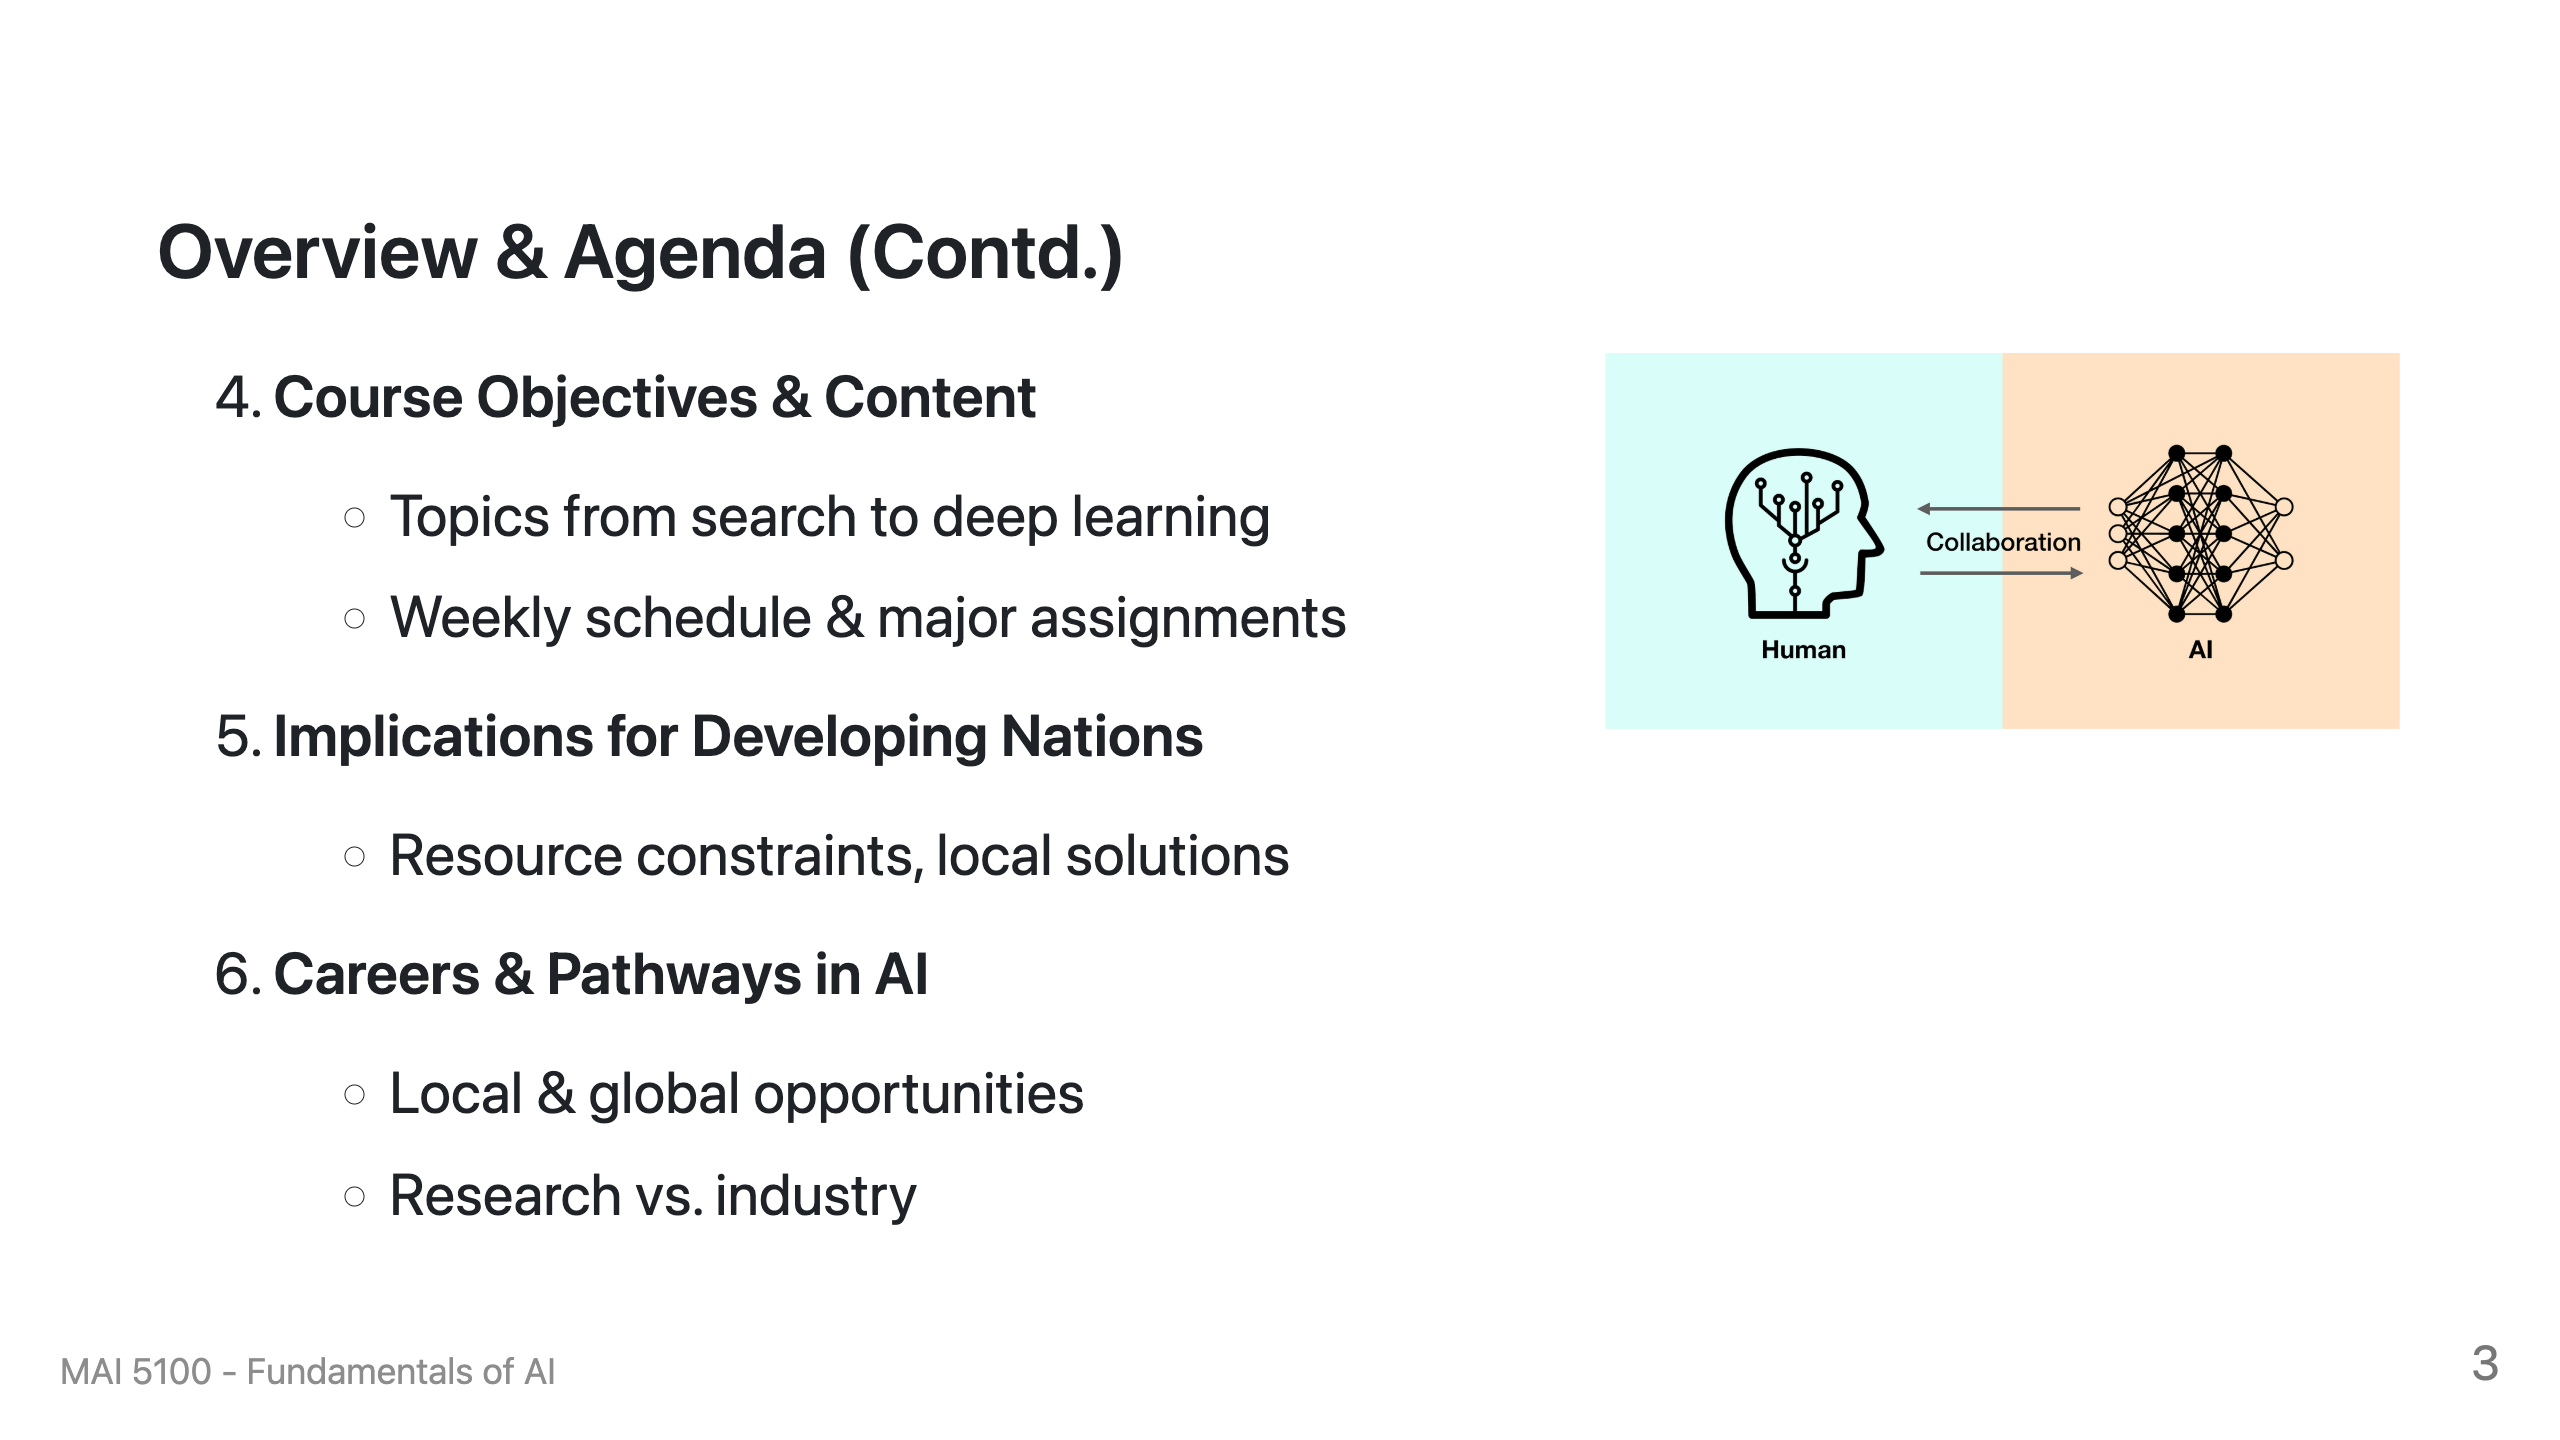 Overview & Agenda (Contd.)
4. Course Objectives & Content
○ Topics from search to deep learning
○ Weekly schedule & major assignments
5. Implications for Developing Nations
○ Resource constraints, local solutions
6. Careers & Pathways in AI
○ Local & global opportunities
○ Research vs. industry
Collaboration
Human
AI
MAI 5100 - Fundamentals of AI
3